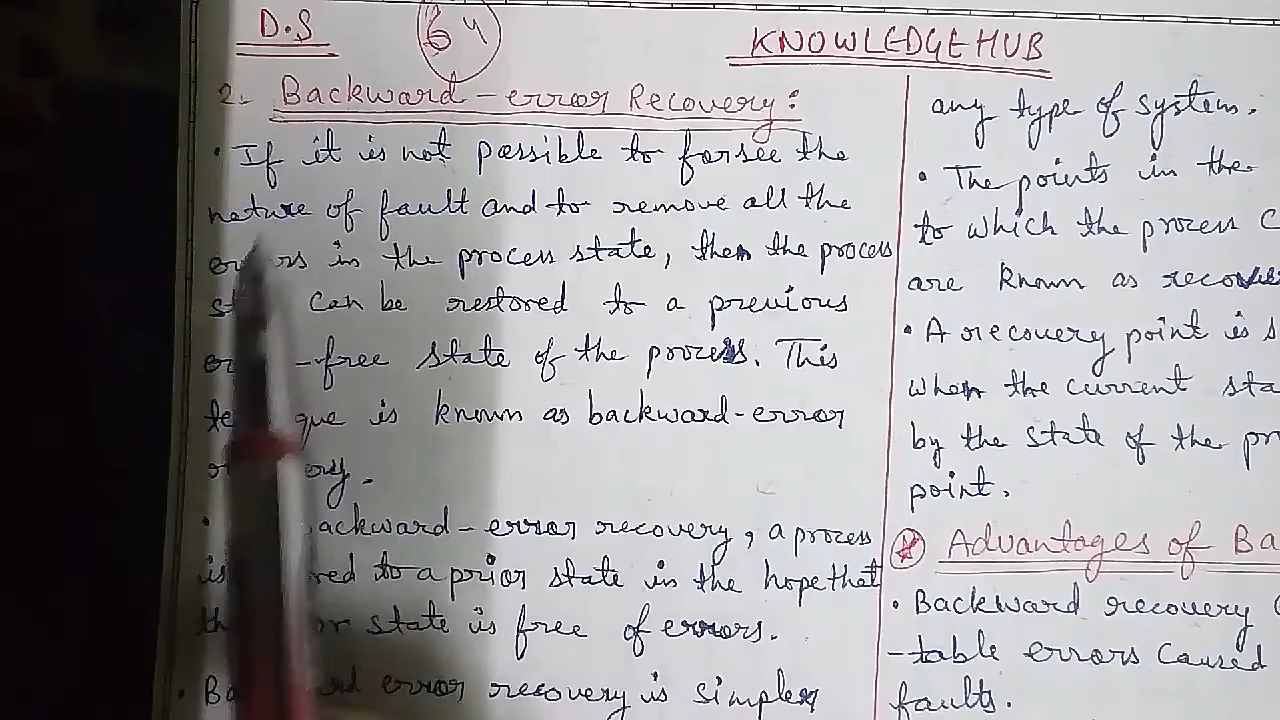 D.S
64
KNOWLEDGE HUB
2. Backward-error Recovery:
• If it is not possible to forsee the
nature of fault and to remove all the
in the process state, then the process
can be restored to a previous
-free state of the process. This
is known as backward-error
.
• ackward-error recovery, a process
to a prior state in the hope that
state is free of errors.
• error recovery is simpler
any type of system.
• The points in the
to which the process
are known as
• A recovery point is
when the current
by the state of the
point.
Advantages of
• Backward recovery
-table errors caused
faults.